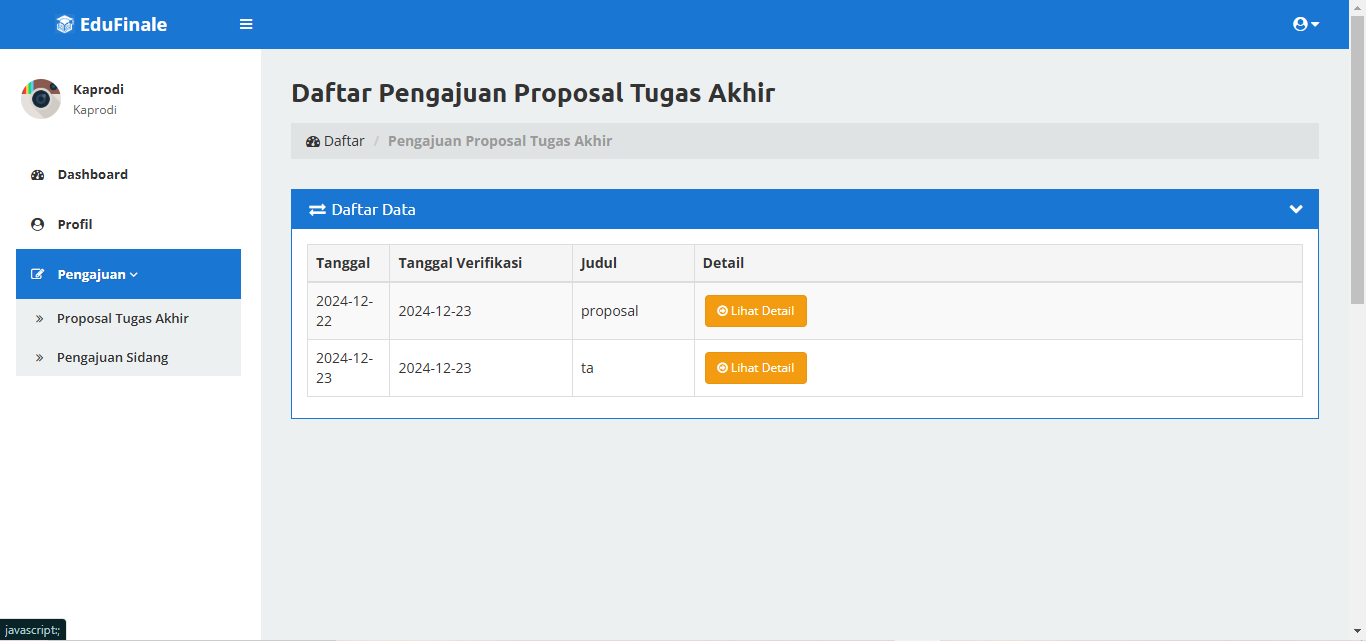 EduFinale
Kaprodi
Kaprodi
Dashboard
Profil
Pengajuan
Proposal Tugas Akhir
Pengajuan Sidang
Daftar Pengajuan Proposal Tugas Akhir
Daftar / Pengajuan Proposal Tugas Akhir
Daftar Data
Tanggal Tanggal Verifikasi Judul Detail
2024-12-
22 2024-12-23 proposal Lihat Detail
2024-12-
23 2024-12-23 ta Lihat Detail
javascript:;